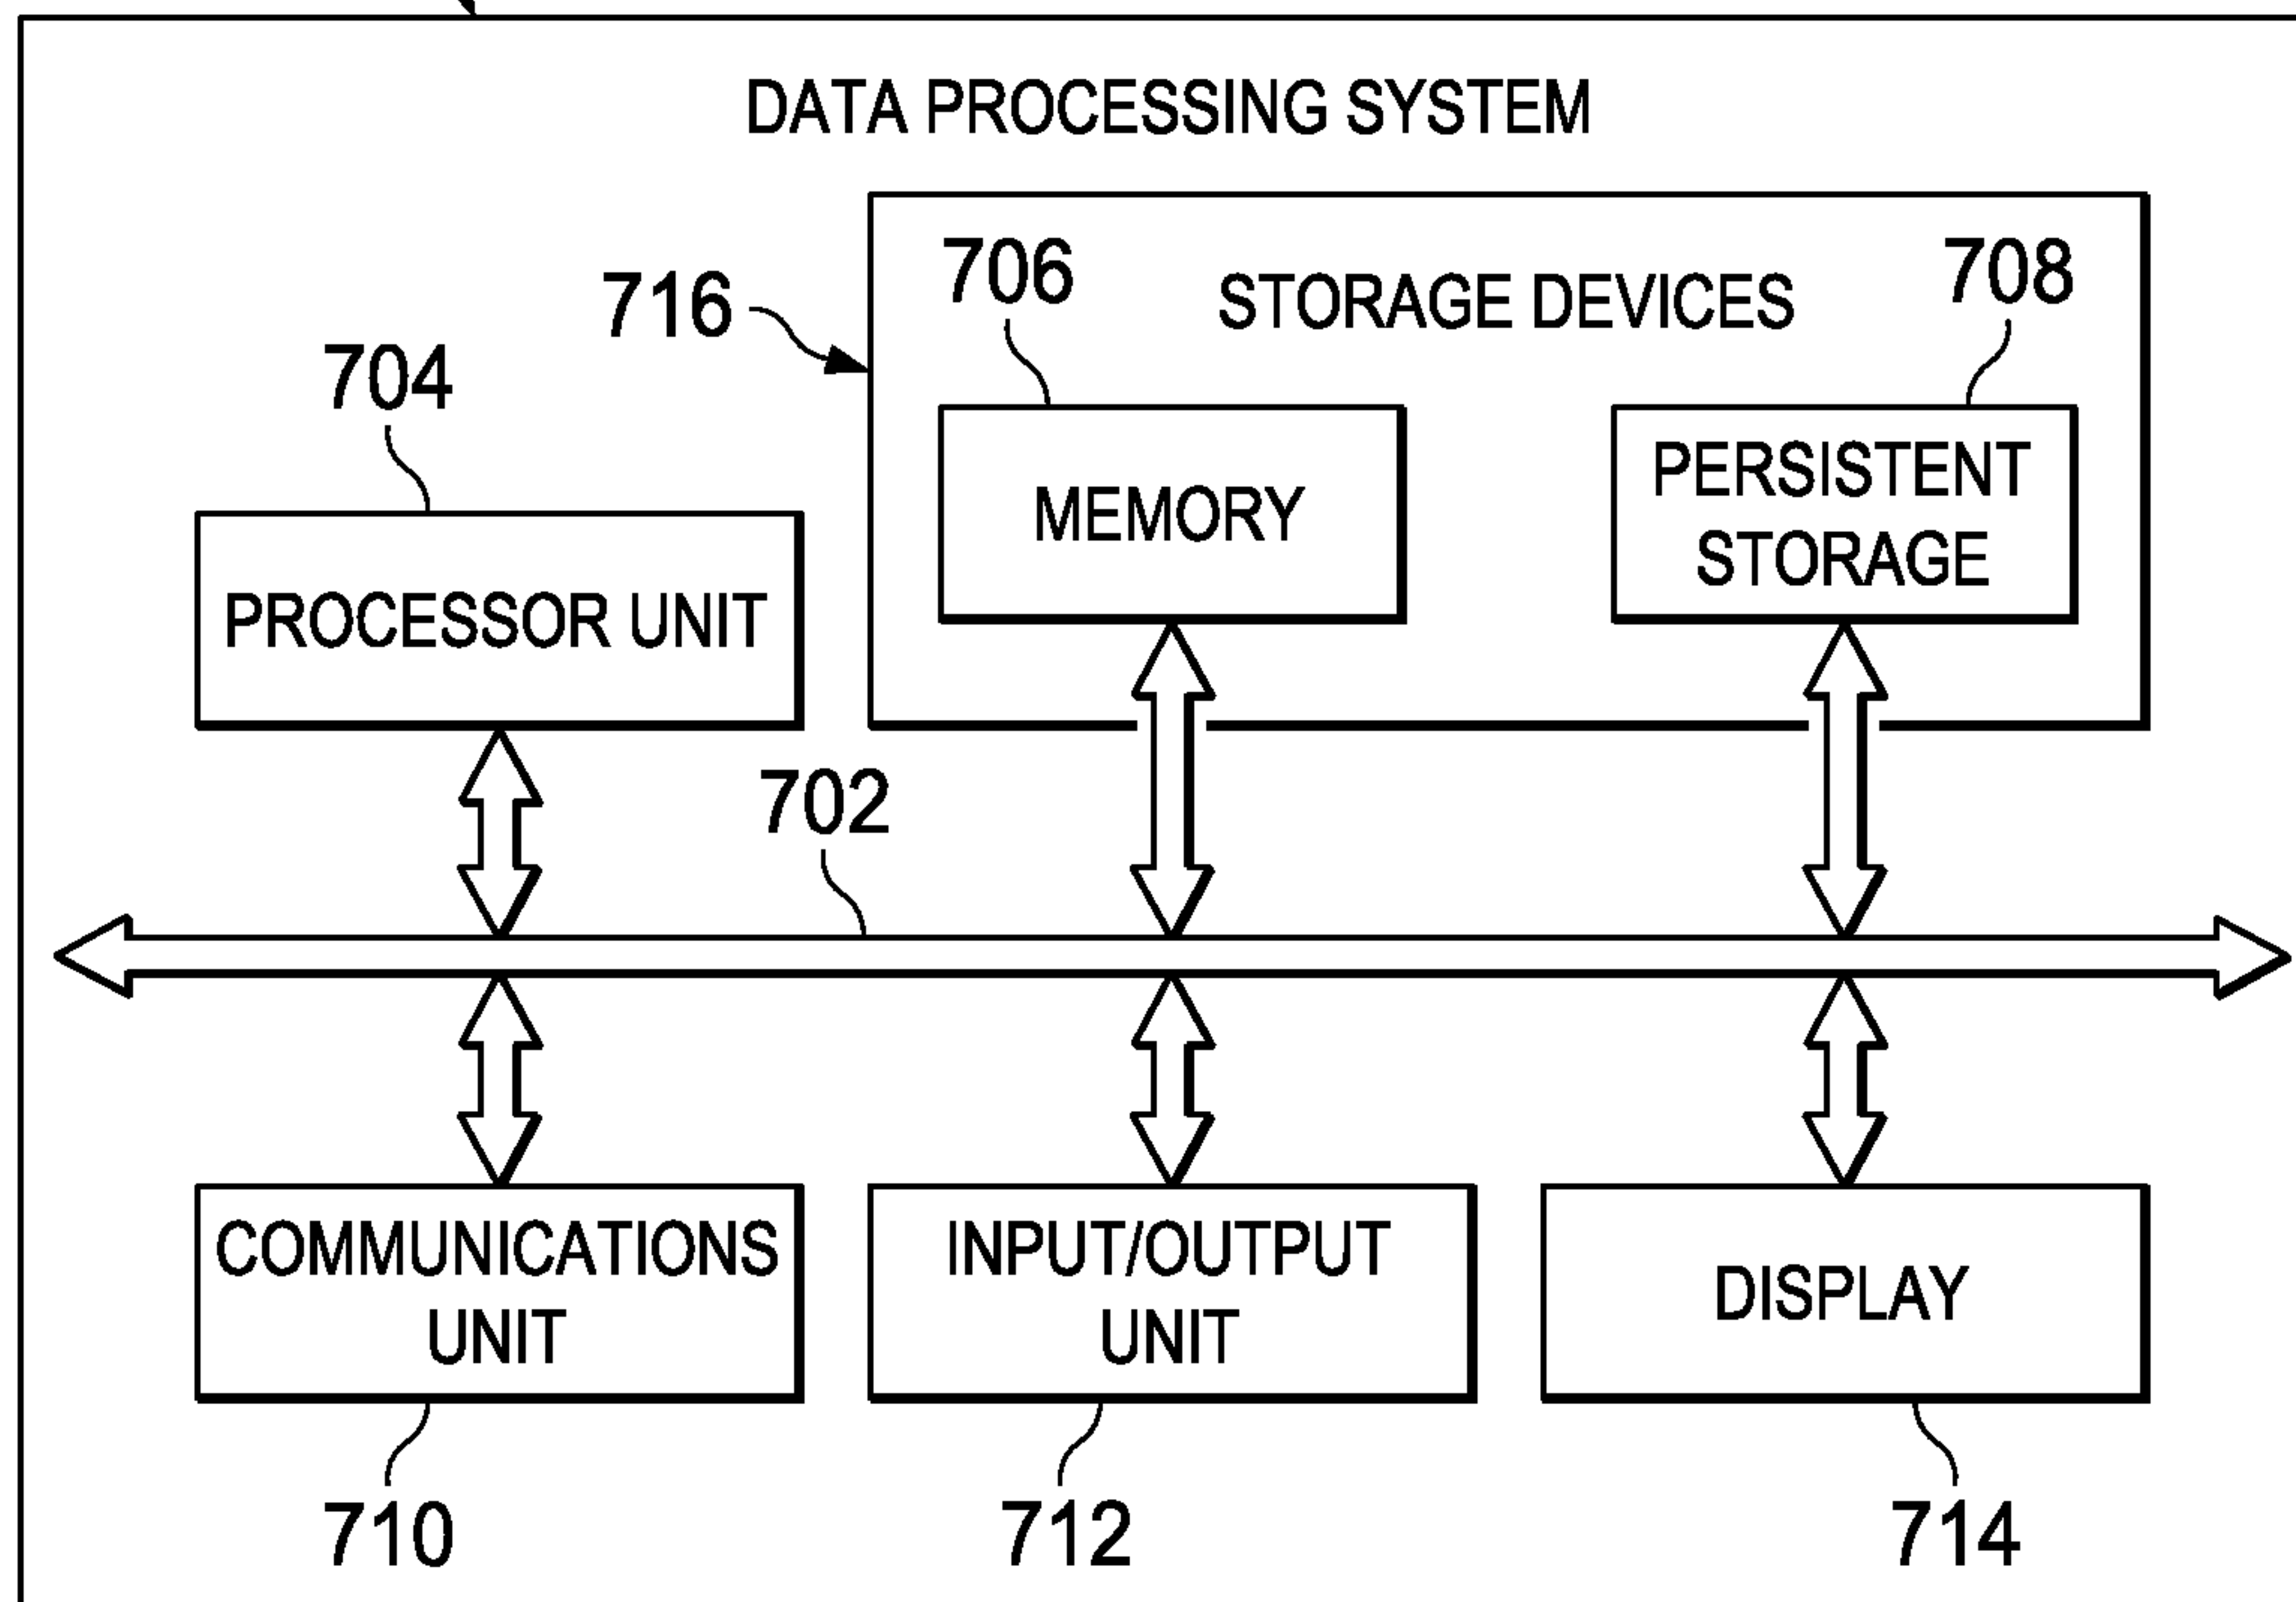 DATA PROCESSING SYSTEM
716
706
STORAGE DEVICES
708
704
MEMORY
PERSISTENT
STORAGE
PROCESSOR UNIT
702
COMMUNICATIONS
UNIT
INPUT/OUTPUT
UNIT
DISPLAY
710
712
714